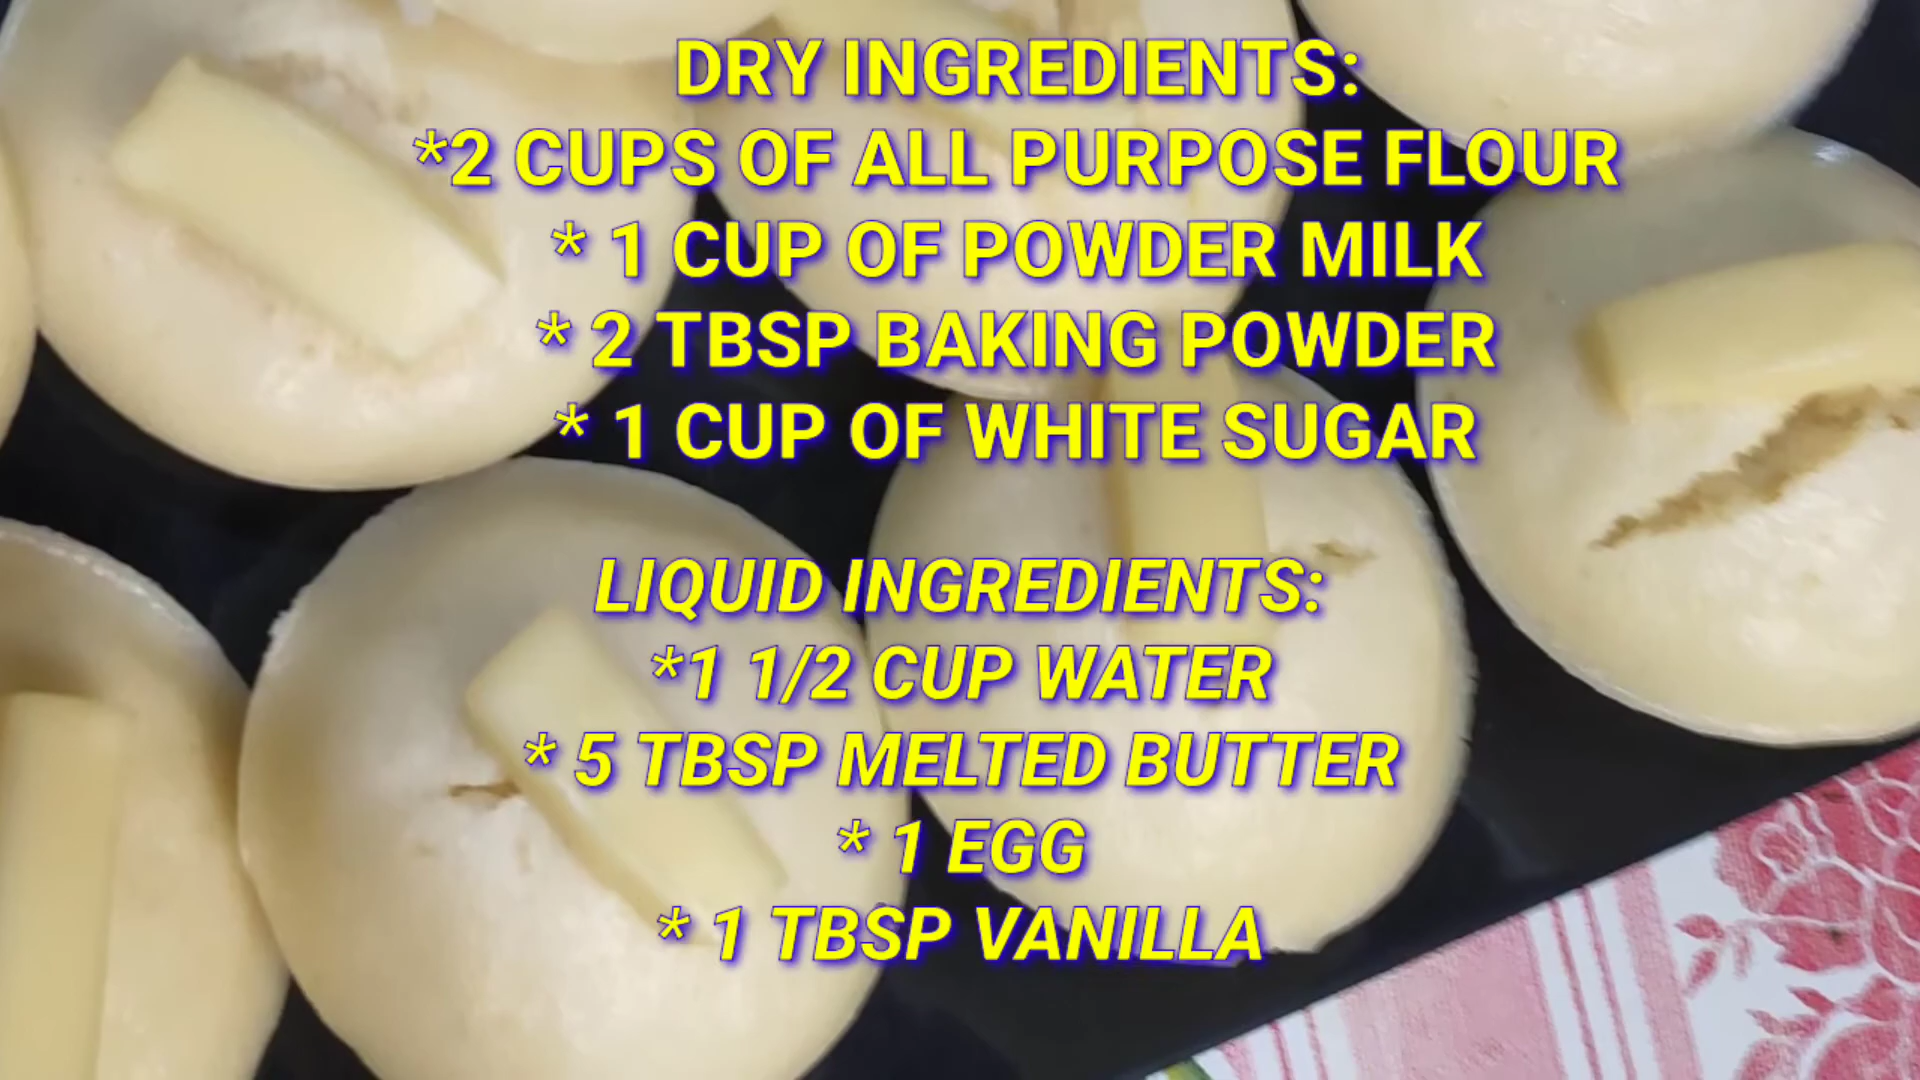 DRY INGREDIENTS:
*2 CUPS OF ALL PURPOSE FLOUR
* 1 CUP OF POWDER MILK
* 2 TBSP BAKING POWDER
* 1 CUP OF WHITE SUGAR
LIQUID INGREDIENTS:
*1 1/2 CUP WATER
* 5 TBSP MELTED BUTTER
* 1 EGG
* 1 TBSP VANILLA